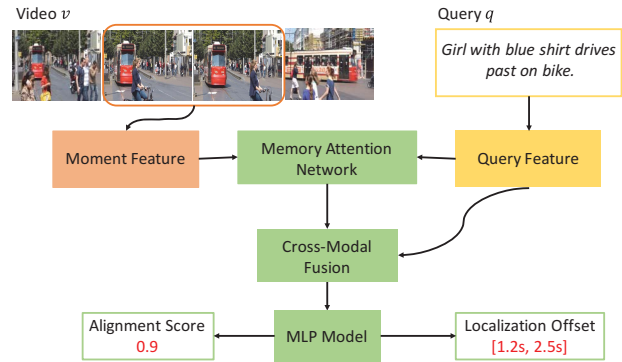 Video v
Query q
Girl with blue shirt drives
past on bike.
Moment Feature
Memory Attention
Network
Query Feature
Cross-Modal
Fusion
Alignment Score
0.9
MLP Model
Localization Offset
[1.2s, 2.5s]